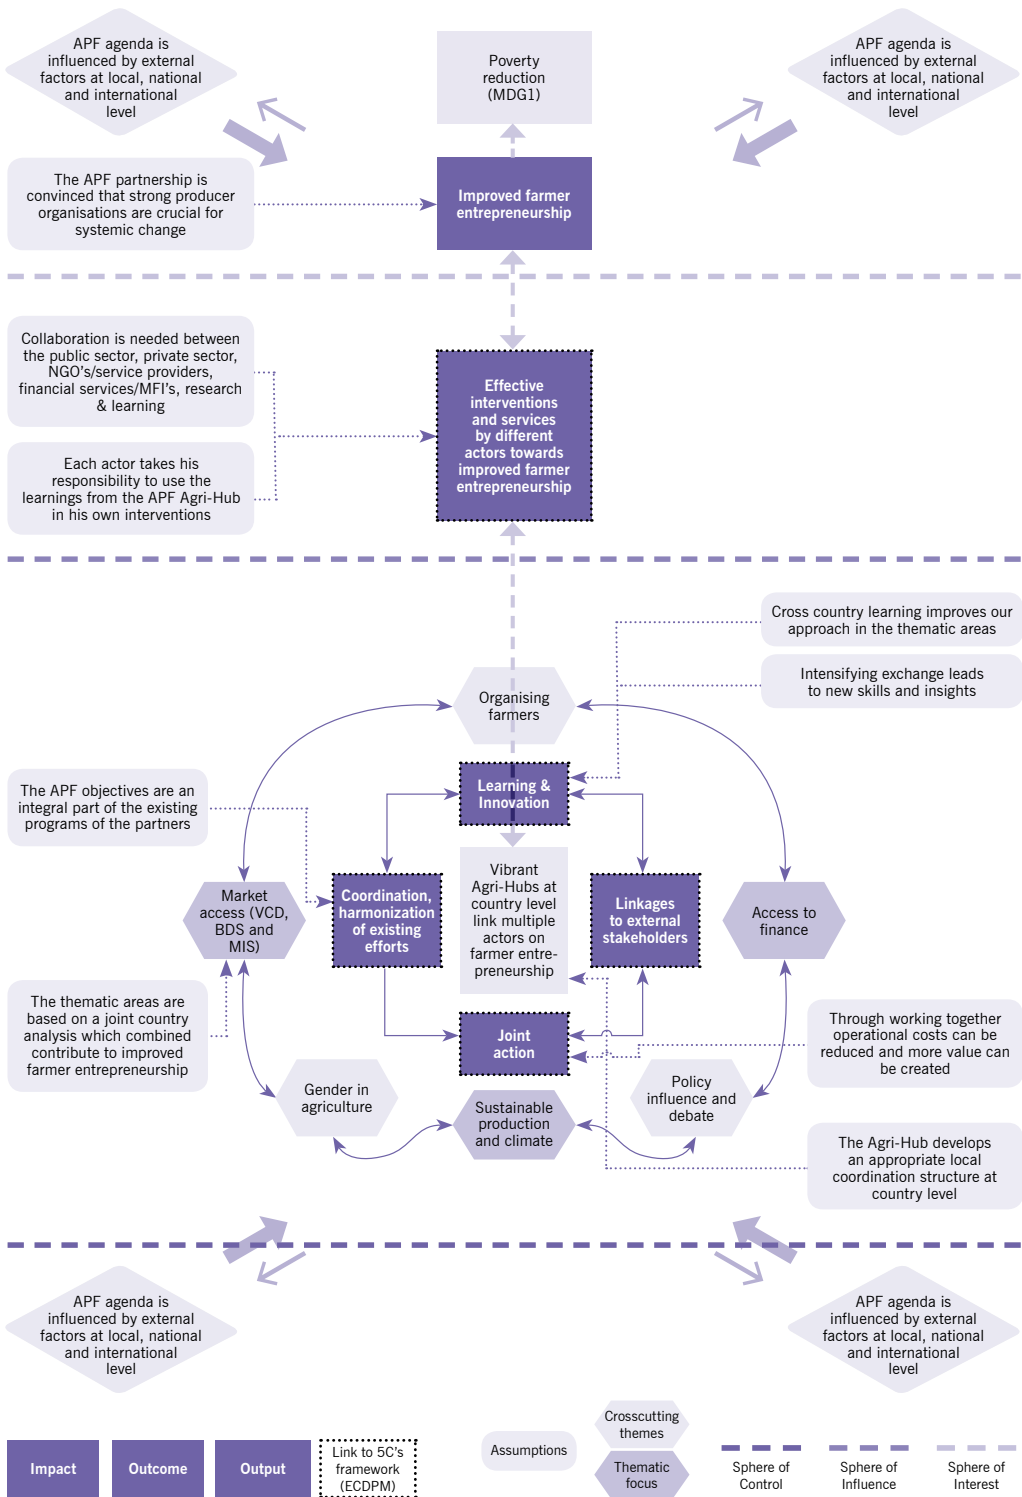 APF agenda is
influenced by external
factors at local, national
and international
level
Poverty
reduction
(MDG1)
APF agenda is
influenced by external
factors at local, national
and international
level
The APF partnership is
convinced that strong producer
organisations are crucial for
systemic change
Improved farmer
entrepreneurship
Collaboration is needed between
the public sector, private sector,
NGO's/service providers,
financial services/MFI's, research
& learning
Effective
interventions
and services
by different
actors towards
improved farmer
entrepreneurship
Each actor takes his
responsibility to use the
learnings from the APF Agri-Hub
in his own interventions
Cross country learning improves our
approach in the thematic areas
Intensifying exchange leads
to new skills and insights
Organising
farmers
Learning &
Innovation
The APF objectives are an
integral part of the existing
programs of the partners
Market
access (VCD,
BDS and
MIS)
Coordination,
harmonization
of existing
efforts
Vibrant
Agri-Hubs at
country level
link multiple
actors on
farmer entre-
preneurship
Linkages
to external
stakeholders
Access to
finance
The thematic areas are
based on a joint country
analysis which combined
contribute to improved
farmer entrepreneurship
Joint
action
Through working together
operational costs can be
reduced and more value can
be created
Gender in
agriculture
Sustainable
production
and climate
Policy
influence and
debate
The Agri-Hub develops
an appropriate local
coordination structure at
country level
APF agenda is
influenced by external
factors at local, national
and international
level
APF agenda is
influenced by external
factors at local, national
and international
level
Impact
Outcome
Output
Link to 5C's
framework
(ECDPM)
Assumptions
Crosscutting
themes
Thematic
focus
Sphere of
Control
Sphere of
Influence
Sphere of
Interest